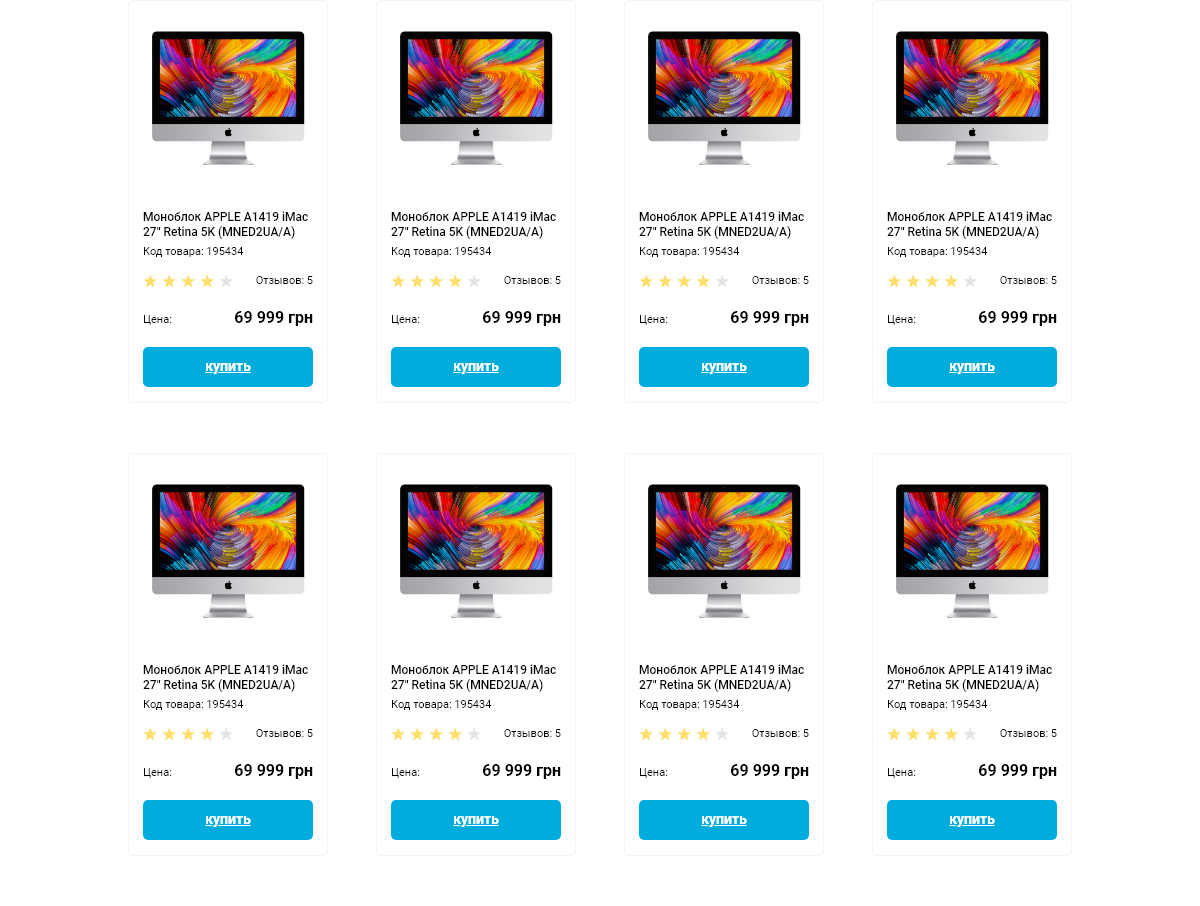 Моноблок APPLE A1419 iMac
27" Retina 5K (MNED2UA/A)
Код товара: 195434
Отзывов: 5
Цена: 69 999 грн
купить
Моноблок APPLE A1419 iMac
27" Retina 5K (MNED2UA/A)
Код товара: 195434
Отзывов: 5
Цена: 69 999 грн
купить
Моноблок APPLE A1419 iMac
27" Retina 5K (MNED2UA/A)
Код товара: 195434
Отзывов: 5
Цена: 69 999 грн
купить
Моноблок APPLE A1419 iMac
27" Retina 5K (MNED2UA/A)
Код товара: 195434
Отзывов: 5
Цена: 69 999 грн
купить
Моноблок APPLE A1419 iMac
27" Retina 5K (MNED2UA/A)
Код товара: 195434
Отзывов: 5
Цена: 69 999 грн
купить
Моноблок APPLE A1419 iMac
27" Retina 5K (MNED2UA/A)
Код товара: 195434
Отзывов: 5
Цена: 69 999 грн
купить
Моноблок APPLE A1419 iMac
27" Retina 5K (MNED2UA/A)
Код товара: 195434
Отзывов: 5
Цена: 69 999 грн
купить
Моноблок APPLE A1419 iMac
27" Retina 5K (MNED2UA/A)
Код товара: 195434
Отзывов: 5
Цена: 69 999 грн
купить